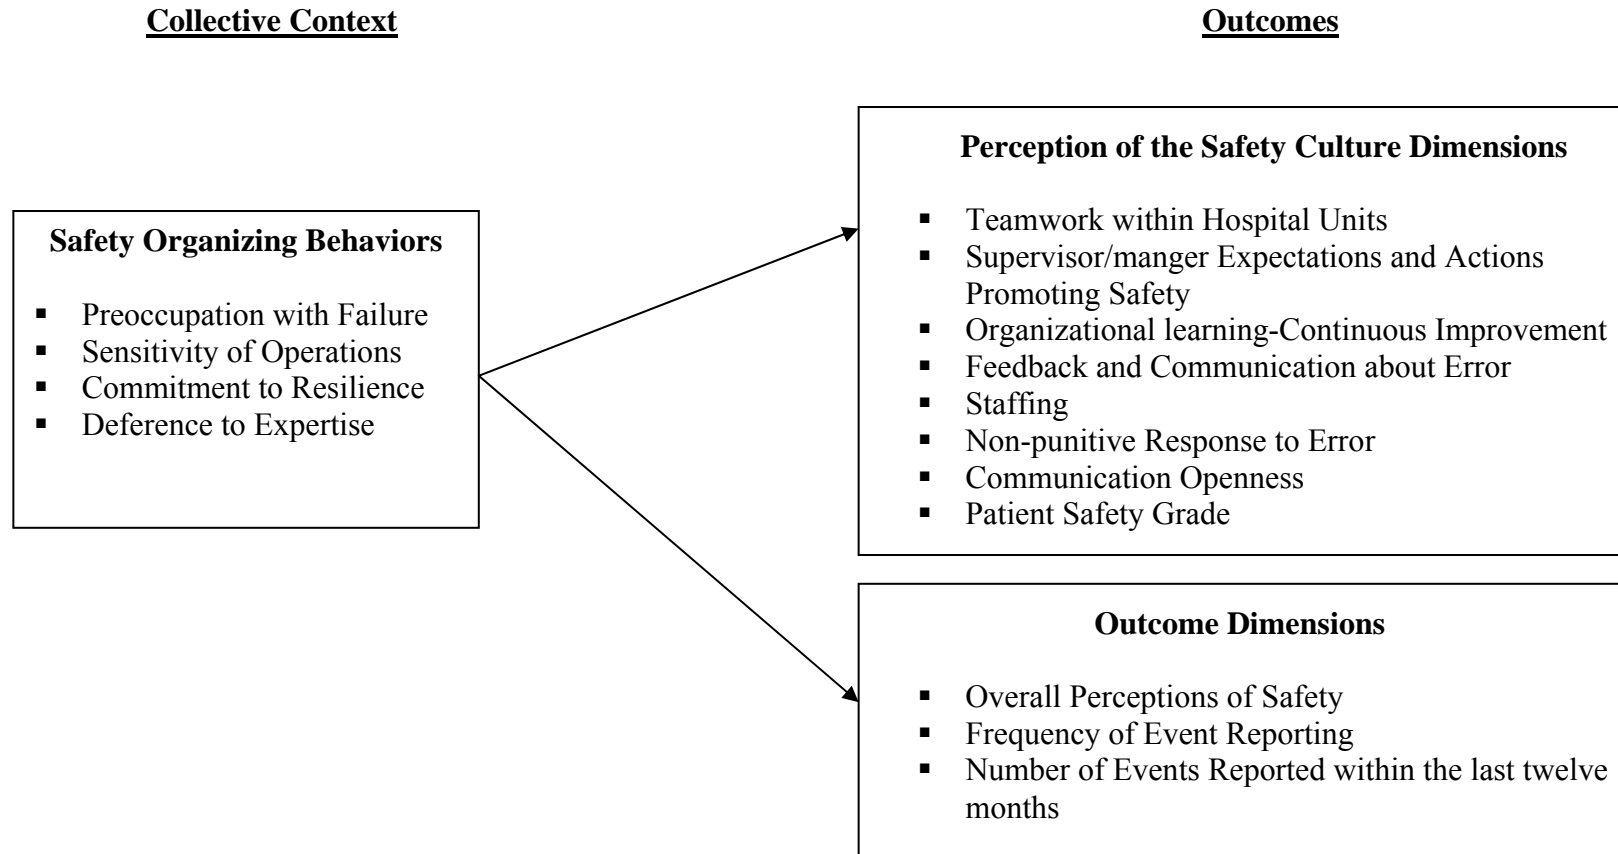 Collective Context
Outcomes
Safety Organizing Behaviors
▪ Preoccupation with Failure
▪ Sensitivity of Operations
▪ Commitment to Resilience
▪ Deference to Expertise
Perception of the Safety Culture Dimensions
▪ Teamwork within Hospital Units
▪ Supervisor/manger Expectations and Actions
Promoting Safety
▪ Organizational learning-Continuous Improvement
▪ Feedback and Communication about Error
▪ Staffing
▪ Non-punitive Response to Error
▪ Communication Openness
▪ Patient Safety Grade
Outcome Dimensions
▪ Overall Perceptions of Safety
▪ Frequency of Event Reporting
▪ Number of Events Reported within the last twelve
months